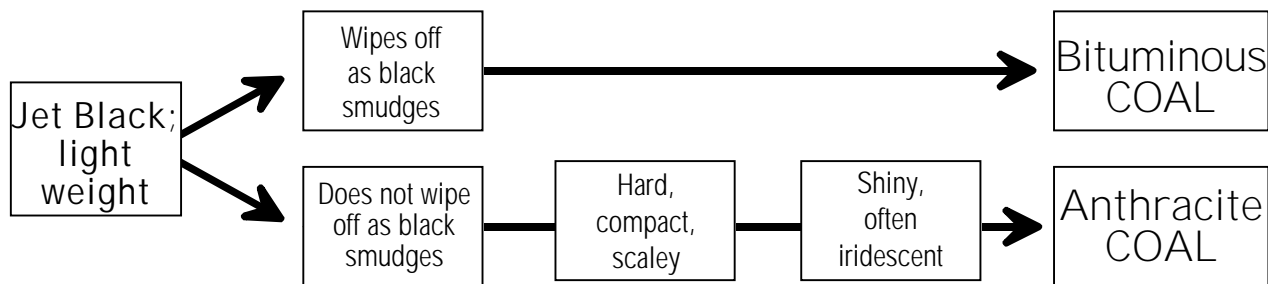 Jet Black;
light
weight
Wipes off
as black
smudges
Bituminous
COAL
Does not wipe
off as black
smudges
Hard,
compact,
scaley
Shiny,
often
iridescent
Anthracite
COAL